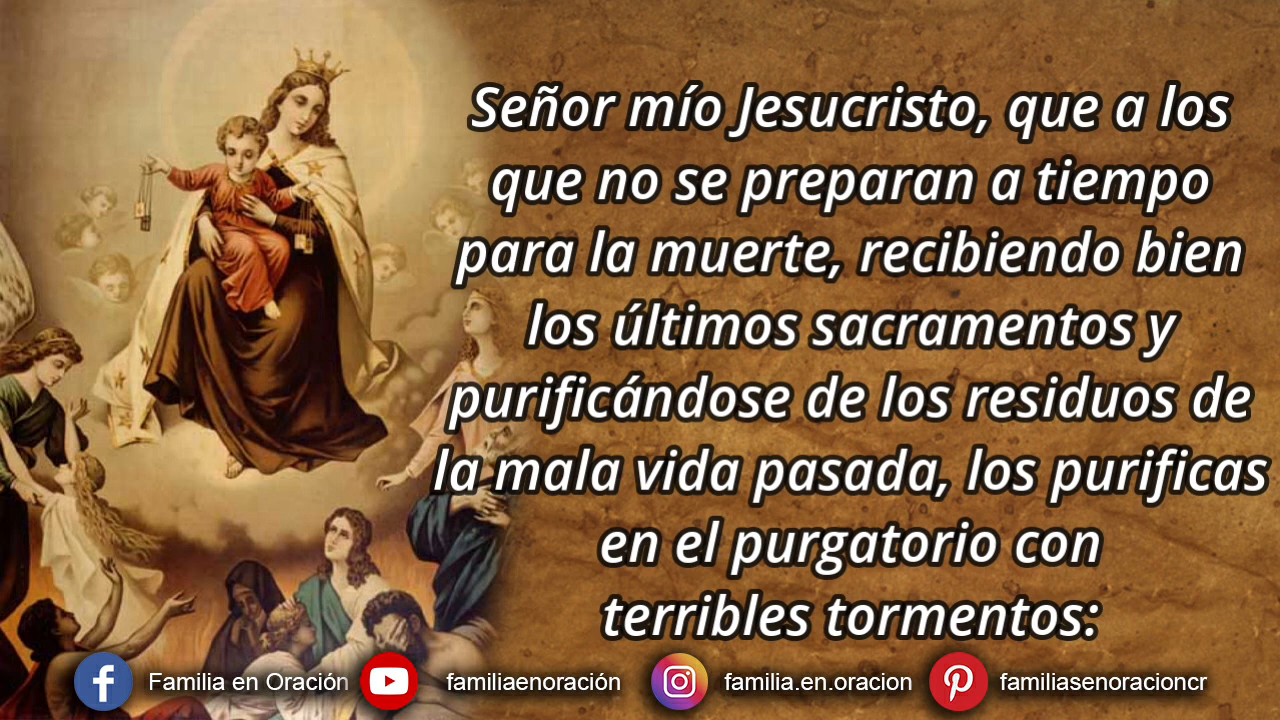 Señor mío Jesucristo, que a los
que no se preparan a tiempo
para la muerte, recibiendo bien
los últimos sacramentos y
purificándose de los residuos de
la mala vida pasada, los purificas
en el purgatorio con
terribles tormentos:
Familia en Oración familiaenoración familia.en.oracion familiasenoracioncr